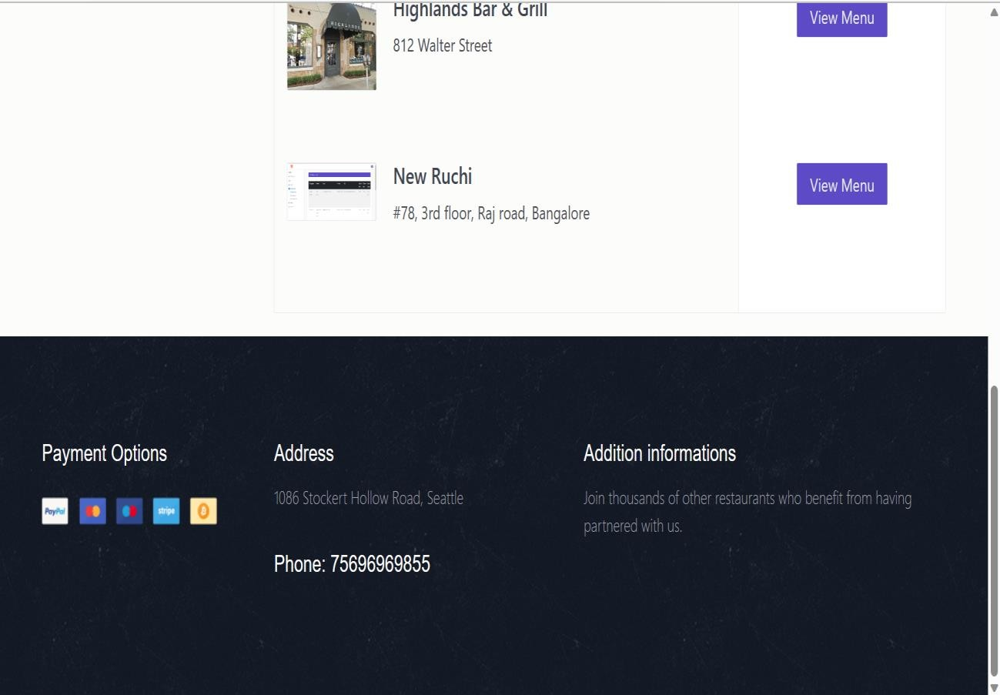 Highlands Bar & Grill
View Menu
HIGHLANDS
812 Walter Street
New Ruchi
View Menu
#78, 3rd floor, Raj road, Bangalore
Payment Options
Address
Addition informations
1086 Stockert Hollow Road, Seattle
Join thousands of other restaurants who benefit from having
partnered with us.
PayPal
stripe
Phone: 75696969855